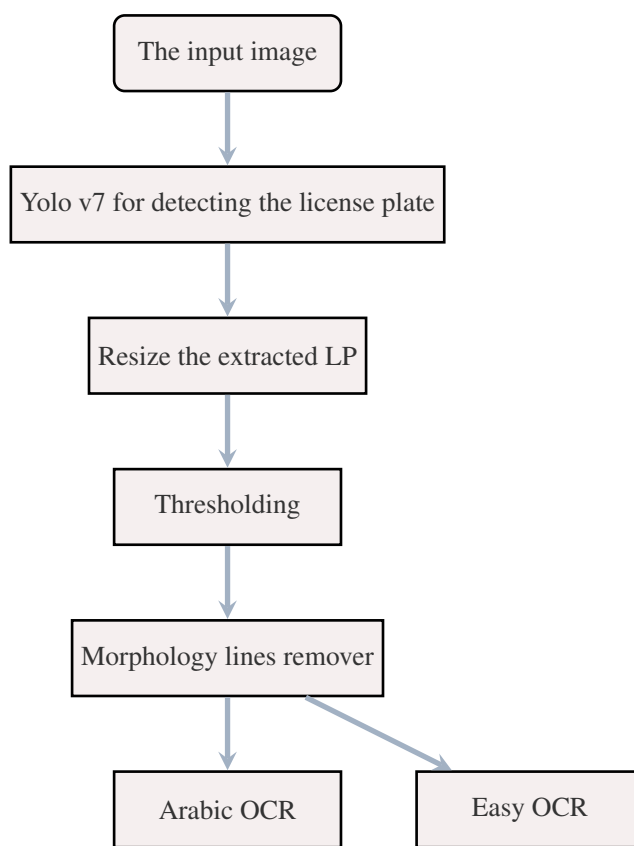 The input image
Yolo v7 for detecting the license plate
Resize the extracted LP
Thresholding
Morphology lines remover
Arabic OCR
Easy OCR